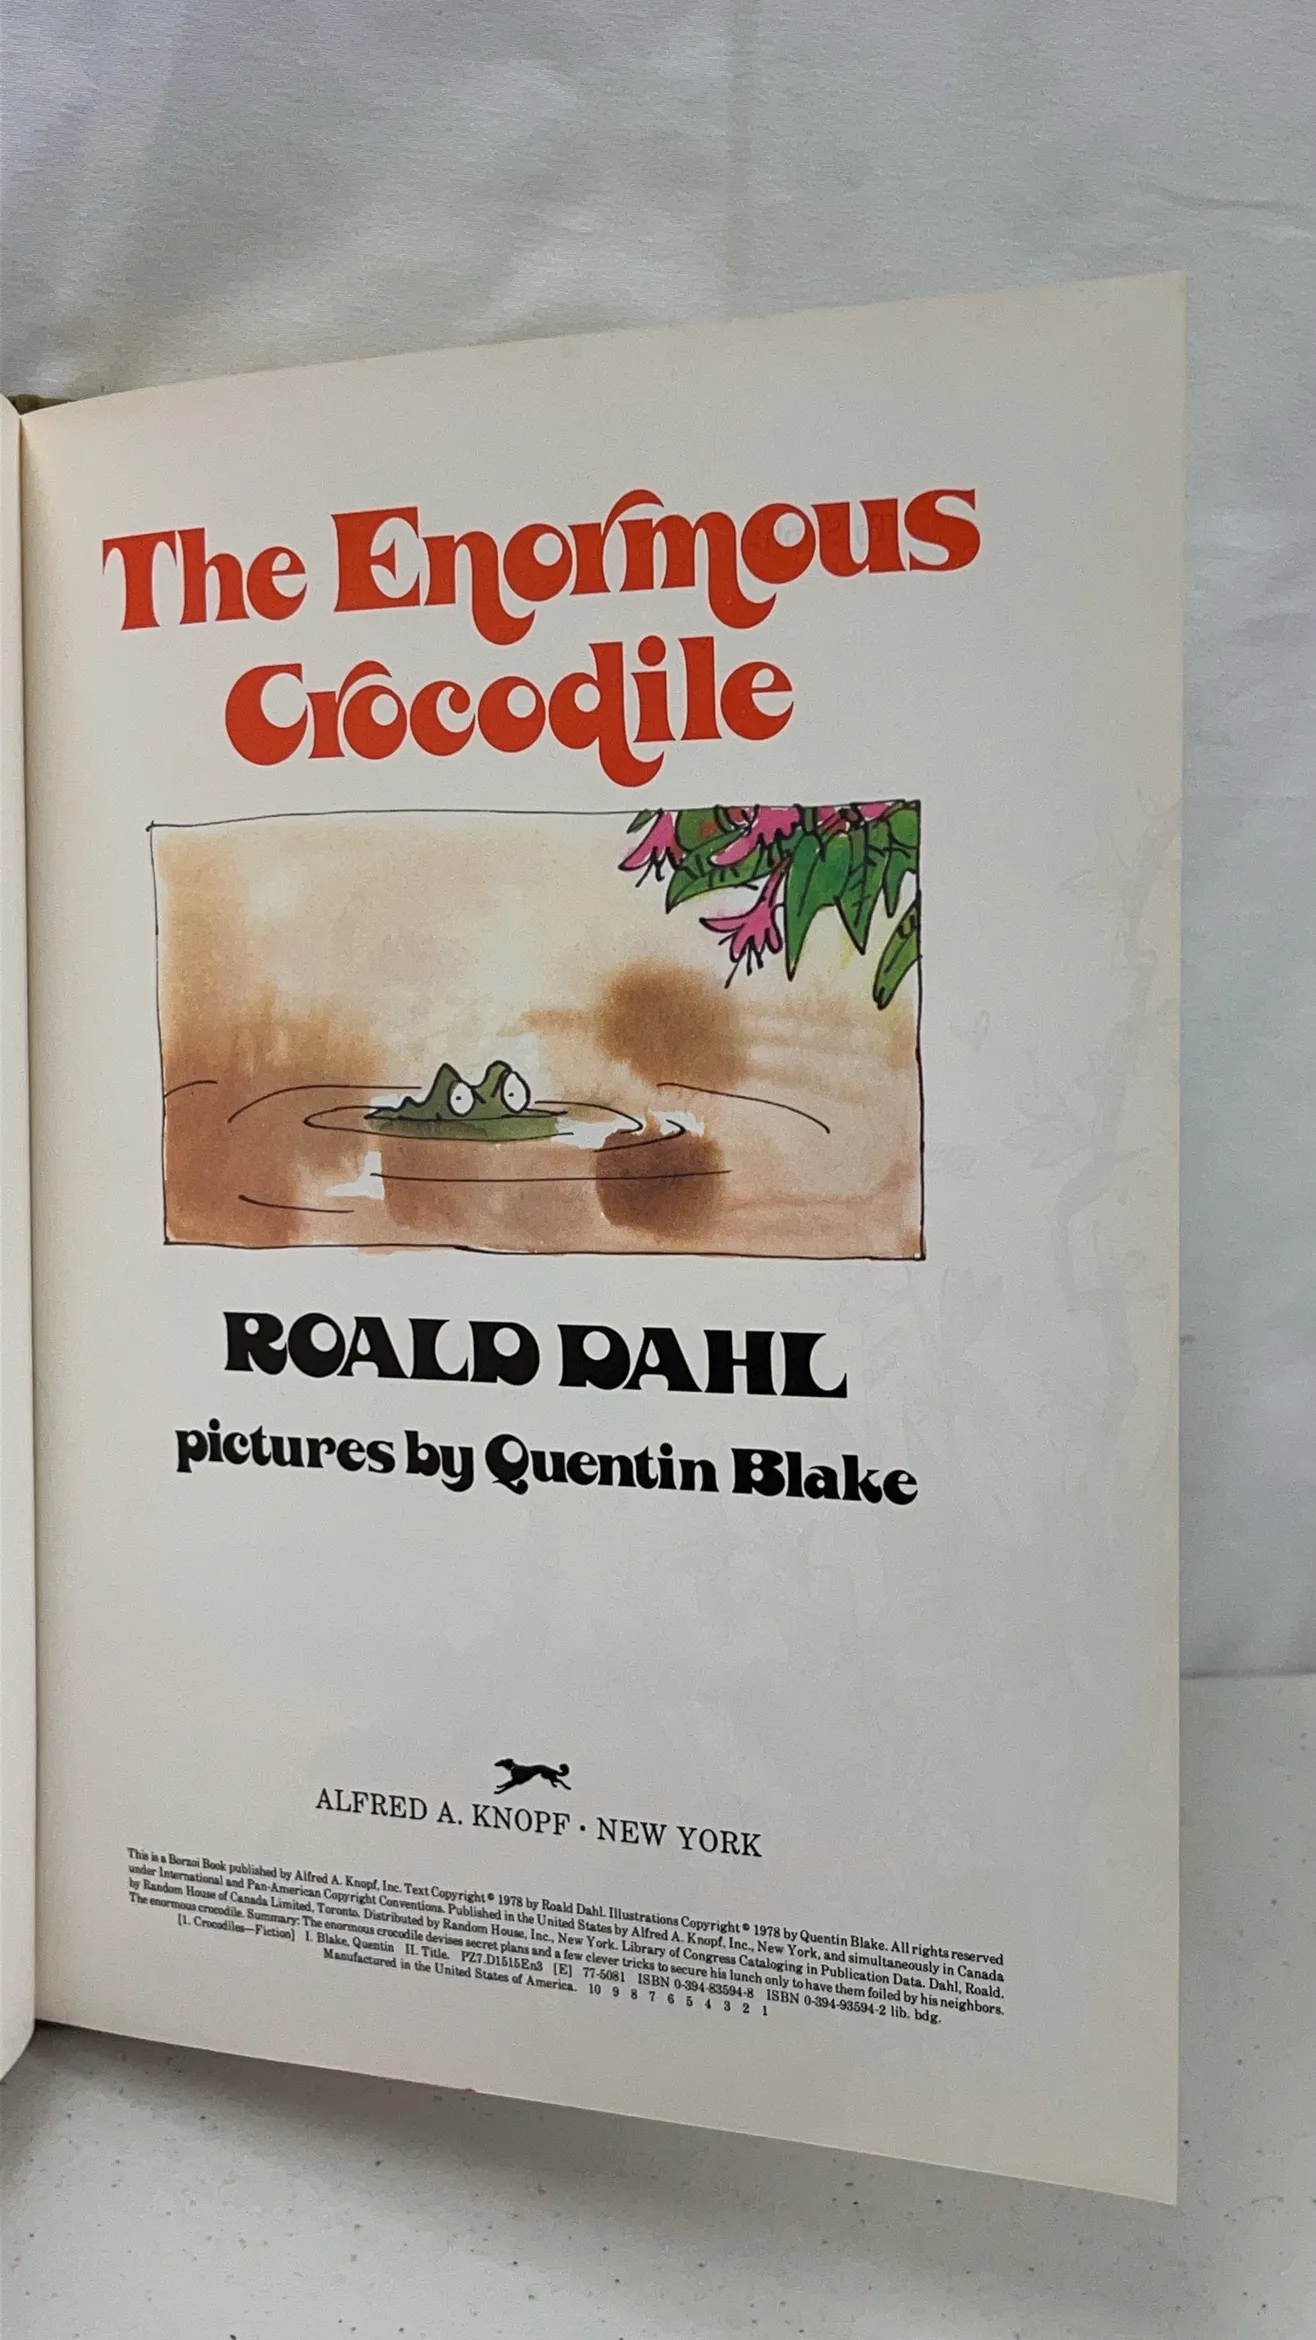 The Enormous
Crocodile
ROALD DAHL
pictures by Quentin Blake
ALFRED A. KNOPF · NEW YORK
This is a Borzoi Book published by Alfred A. Knopf, Inc. Text Copyright © 1978 by Roald Dahl. Illustrations Copyright © 1978 by Quentin Blake. All rights reserved
under International and Pan-American Copyright Conventions. Published in the United States by Alfred A. Knopf, Inc., New York, and simultaneously in Canada
by Random House of Canada Limited, Toronto. Distributed by Random House, Inc., New York. Library of Congress Cataloging in Publication Data. Dahl, Roald.
The enormous crocodile. Summary: The enormous crocodile devises secret plans and a few clever tricks to secure his lunch only to have them foiled by his neighbors.
[1. Crocodiles—Fiction] I. Blake, Quentin II. Title. PZ7.D1515En3 [E] 77-5081 ISBN 0-394-83594-8 ISBN 0-394-93594-2 lib. bdg.
Manufactured in the United States of America. 10 9 8 7 6 5 4 3 2 1